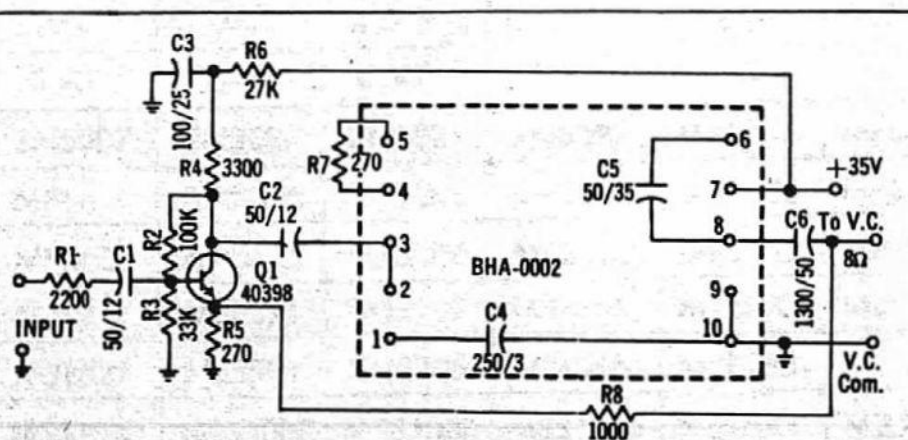 C3
R6
27K
100/25
R4
3300
R7
270
5
4
3
2
1
C2
50/12
R2
100K
R1
2200
C1
50/12
R3
33K
Q1
40398
R5
270
INPUT
BHA-0002
C4
250/3
C5
50/35
6
7
8
9
10
+35V
C6
1300/50
To V.C.
8Ω
V.C.
Com.
R8
1000